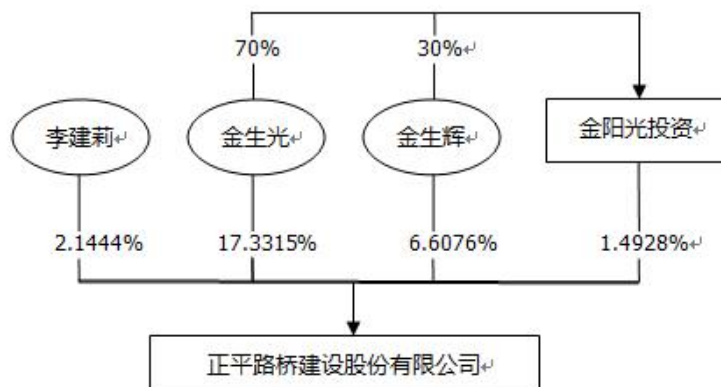 70%
30%
李建莉
金生光
金生辉
金阳光投资
2.1444%
17.3315%
6.6076%
1.4928%
正平路桥建设股份有限公司